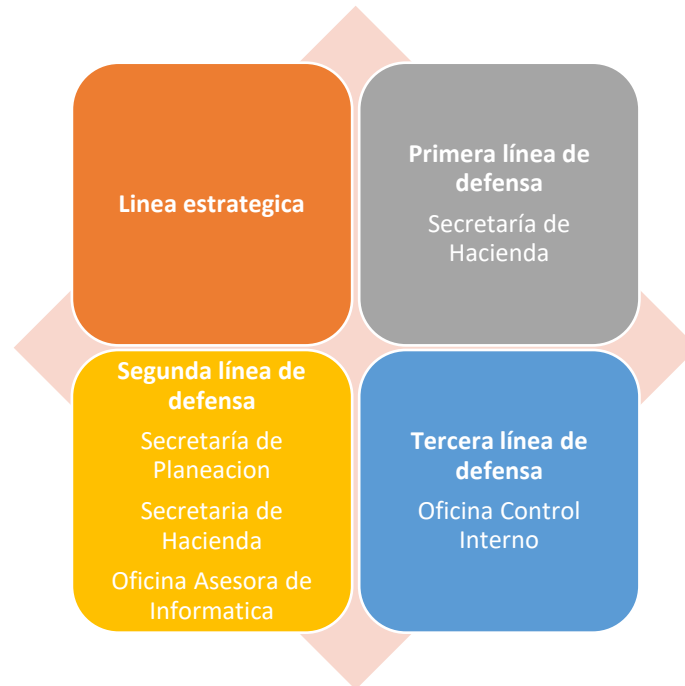 Linea estrategica
Primera línea de
defensa
Secretaría de
Hacienda
Segunda línea de
defensa
Secretaría de
Planeacion
Secretaria de
Hacienda
Oficina Asesora de
Informatica
Tercera línea de
defensa
Oficina Control
Interno